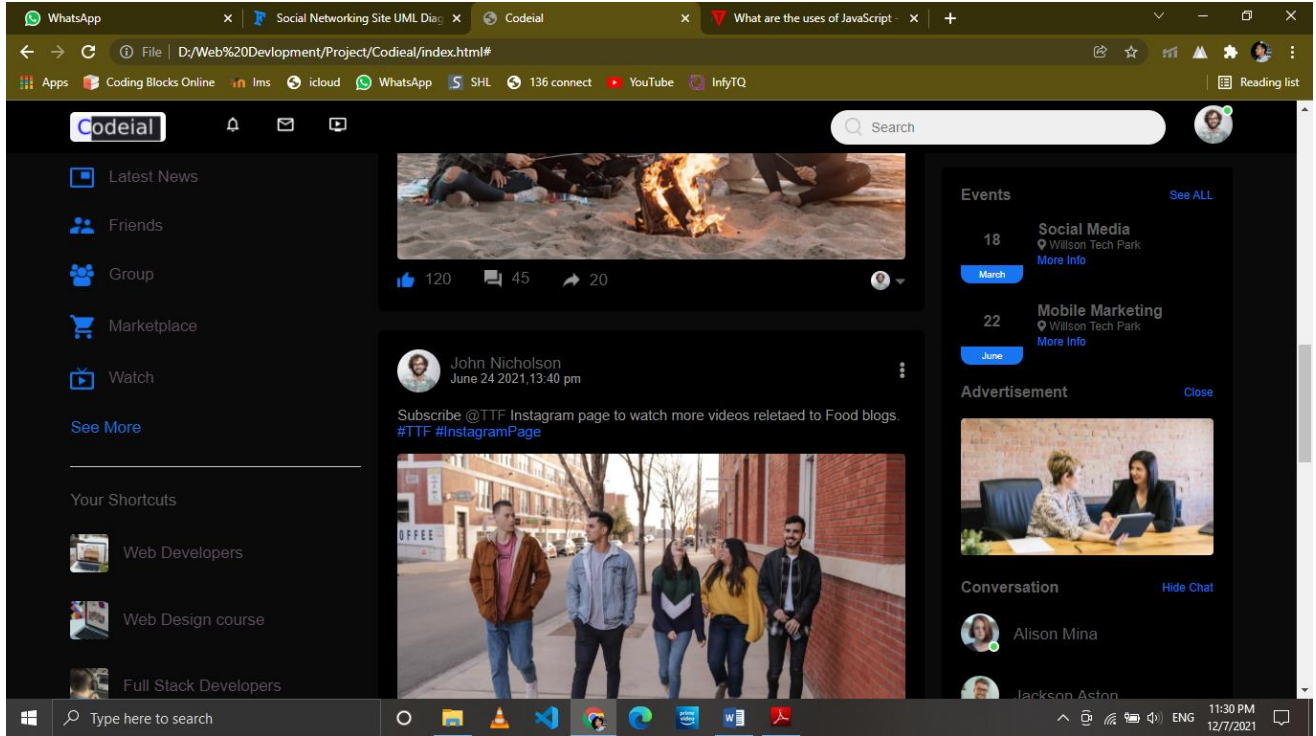 WhatsApp
Social Networking Site UML Diag
Codeial
What are the uses of JavaScript -
File | D:/Web%20Devlopment/Project/Codieal/index.html#
Apps Coding Blocks Online lms icloud WhatsApp SHL 136 connect YouTube InfyTQ Reading list
Codeial
Search
Latest News
Friends
Group
Marketplace
Watch
See More
Your Shortcuts
Web Developers
Web Design course
Full Stack Developers
120 45 20
John Nicholson
June 24 2021,13:40 pm
Subscribe @TTF Instagram page to watch more videos reletaed to Food blogs.
#TTF #InstagramPage
OFFEE
Events See ALL
18
March
Social Media
Willson Tech Park
More Info
22
June
Mobile Marketing
Willson Tech Park
More Info
Advertisement Close
Conversation Hide Chat
Alison Mina
Jackson Aston
Type here to search
prime video
ENG
11:30 PM
12/7/2021